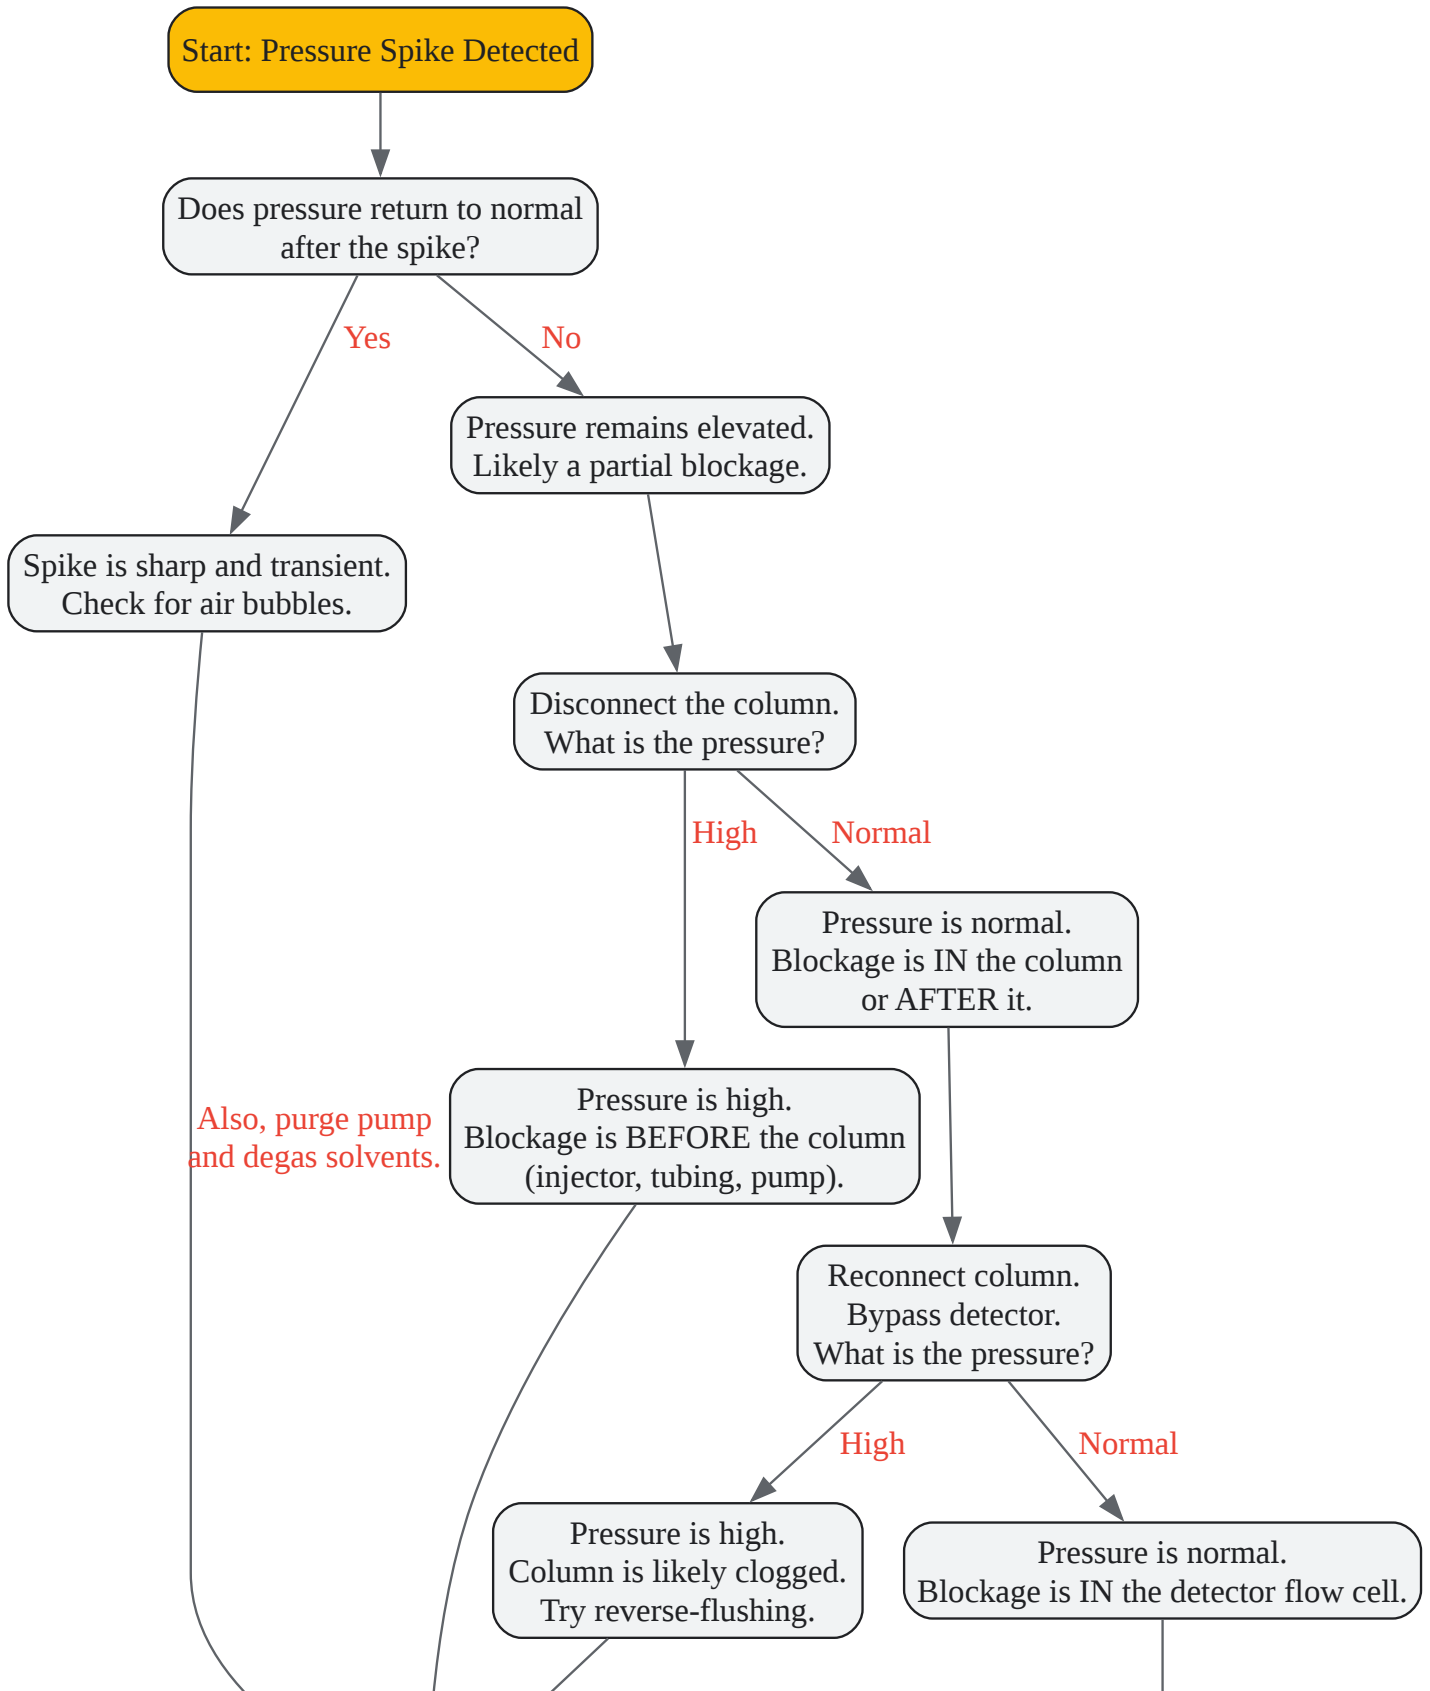 Start: Pressure Spike Detected
Does pressure return to normal
after the spike?
Yes
No
Pressure remains elevated.
Likely a partial blockage.
Spike is sharp and transient.
Check for air bubbles.
Disconnect the column.
What is the pressure?
High
Normal
Pressure is normal.
Blockage is IN the column
or AFTER it.
Also, purge pump
and degas solvents.
Pressure is high.
Blockage is BEFORE the column
(injector, tubing, pump).
Reconnect column.
Bypass detector.
What is the pressure?
High
Normal
Pressure is high.
Column is likely clogged.
Try reverse-flushing.
Pressure is normal.
Blockage is IN the detector flow cell.